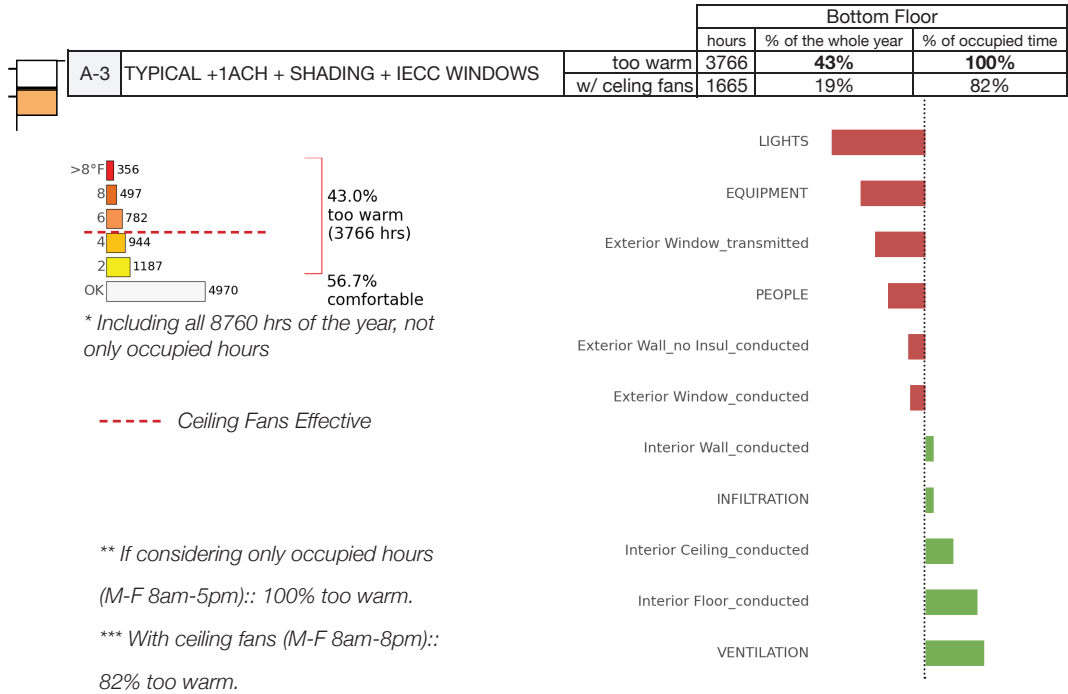 Bottom Floor
hours % of the whole year % of occupied time
A-3 TYPICAL +1ACH + SHADING + IECC WINDOWS too warm 3766 43% 100%
w/ celing fans 1665 19% 82%
>8°F 356
8 497
6 782
4 944
2 1187
OK 4970
43.0%
too warm
(3766 hrs)
56.7%
comfortable
* Including all 8760 hrs of the year, not
only occupied hours
Ceiling Fans Effective
** If considering only occupied hours
(M-F 8am-5pm):: 100% too warm.
*** With ceiling fans (M-F 8am-8pm)::
82% too warm.
LIGHTS
EQUIPMENT
Exterior Window_transmitted
PEOPLE
Exterior Wall_no Insul_conducted
Exterior Window_conducted
Interior Wall_conducted
INFILTRATION
Interior Ceiling_conducted
Interior Floor_conducted
VENTILATION